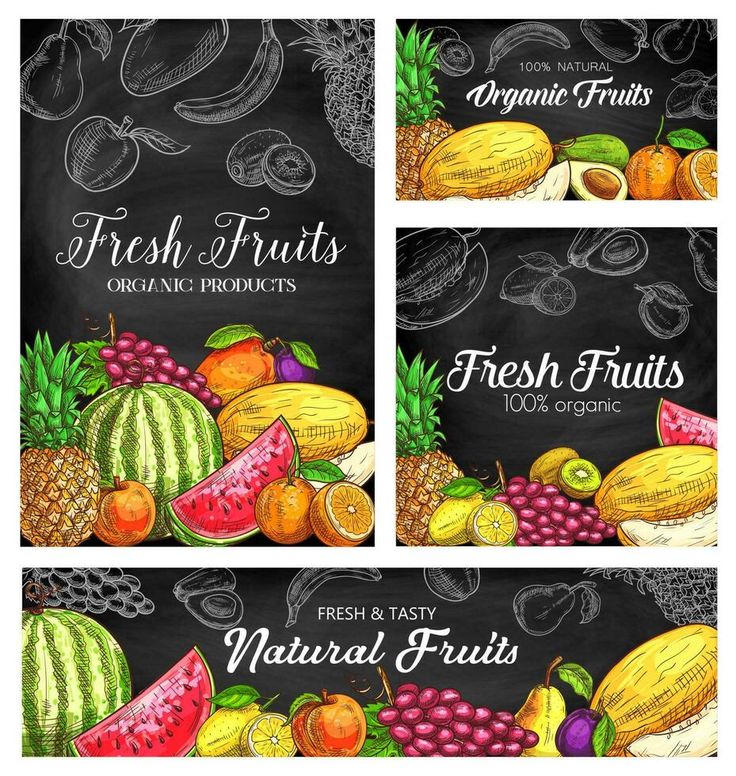 Fresh Fruits
ORGANIC PRODUCTS
100% NATURAL
Organic Fruits
Fresh Fruits
100% organic
FRESH & TASTY
Natural Fruits